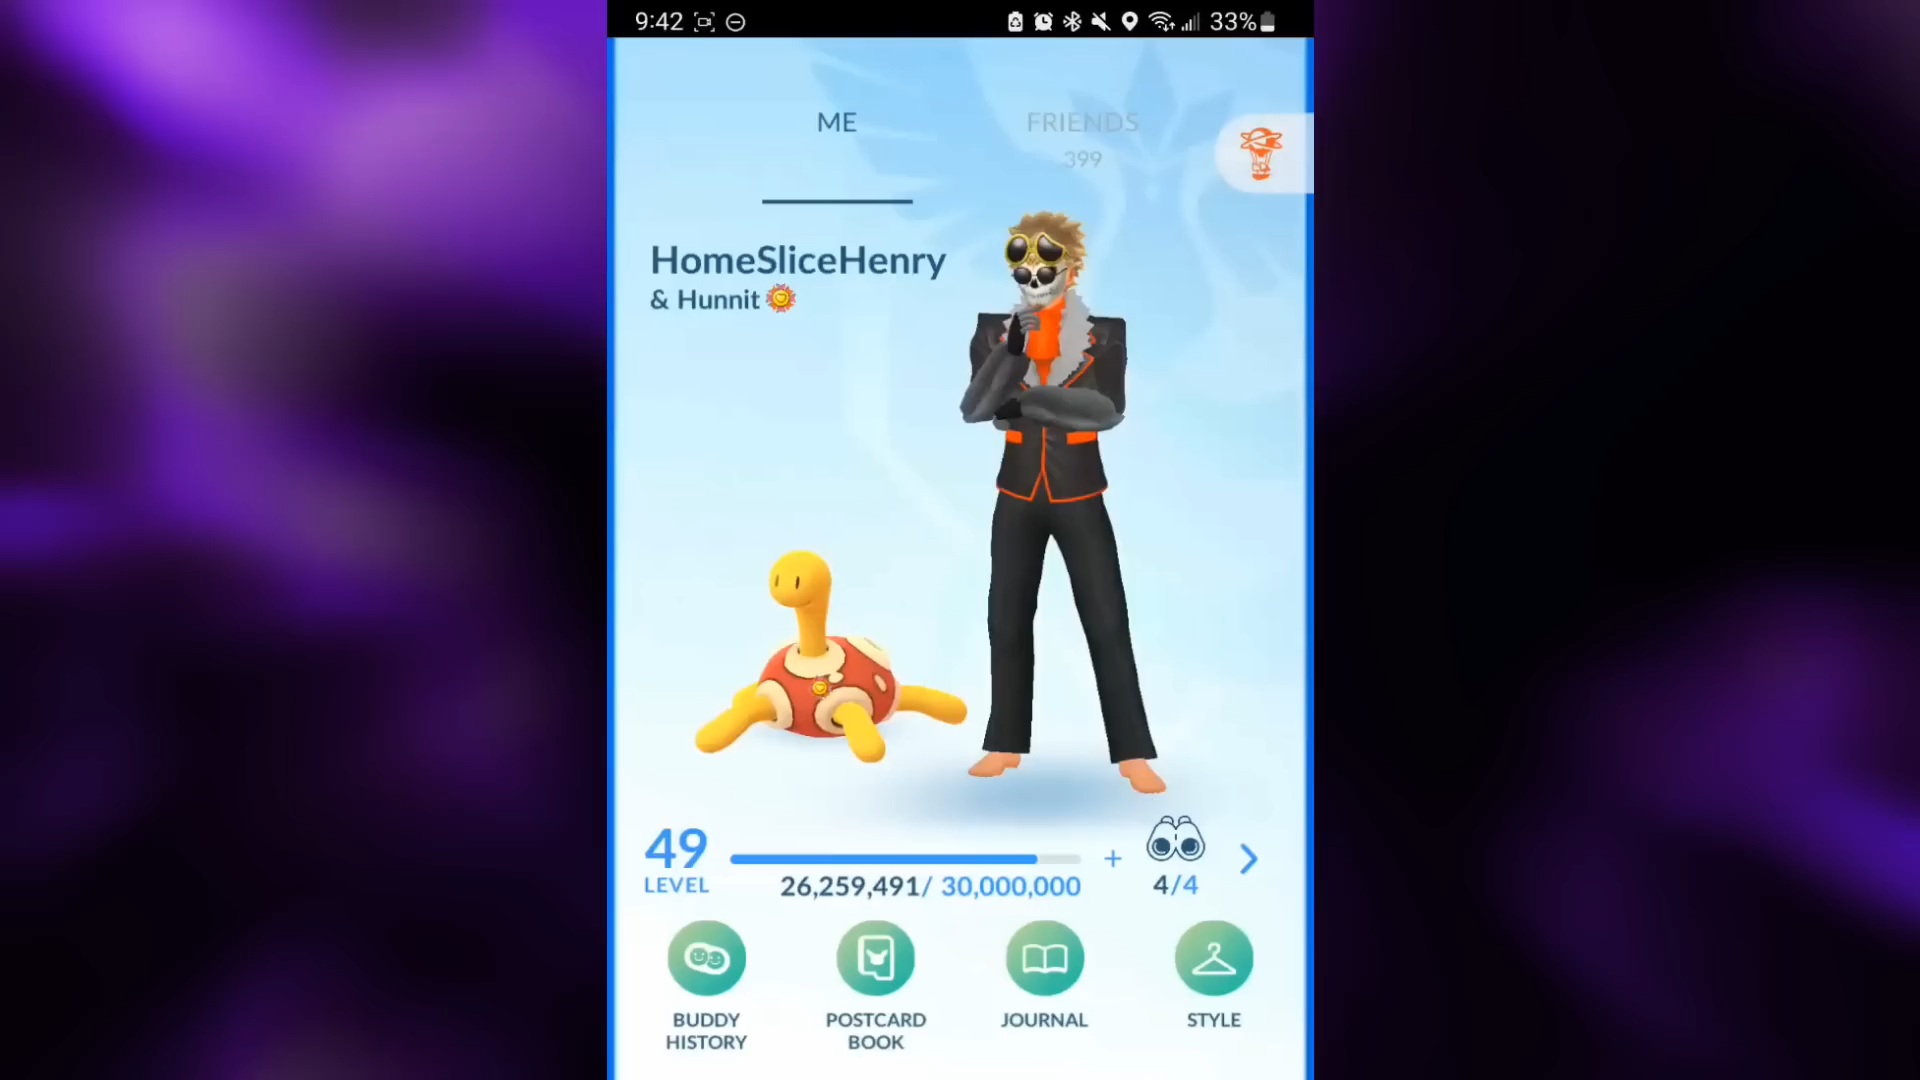 9:42
33%
ME
FRIENDS
399
HomeSliceHenry
& Hunnit
49
LEVEL
26,259,491/ 30,000,000
+
4/4
BUDDY
HISTORY
POSTCARD
BOOK
JOURNAL
STYLE